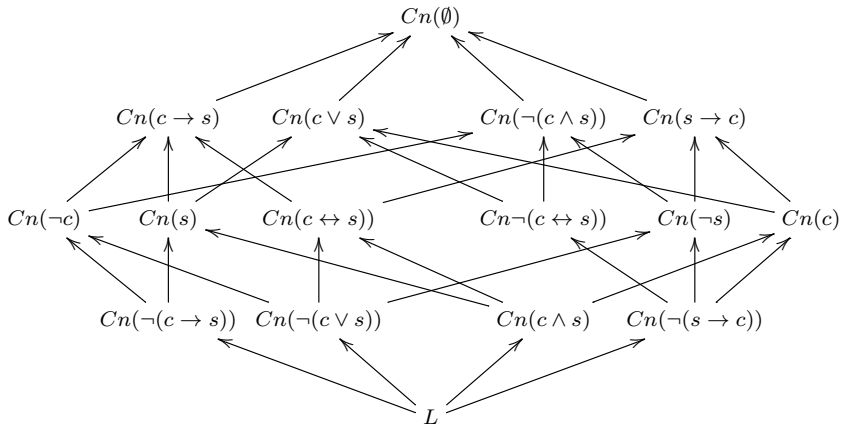 Cn(∅)
Cn(c → s) Cn(c ∨ s) Cn(¬(c ∧ s)) Cn(s → c)
Cn(¬c) Cn(s) Cn(c ↔ s)) Cn¬(c ↔ s)) Cn(¬s) Cn(c)
Cn(¬(c → s)) Cn(¬(c ∨ s)) Cn(c ∧ s) Cn(¬(s → c))
L